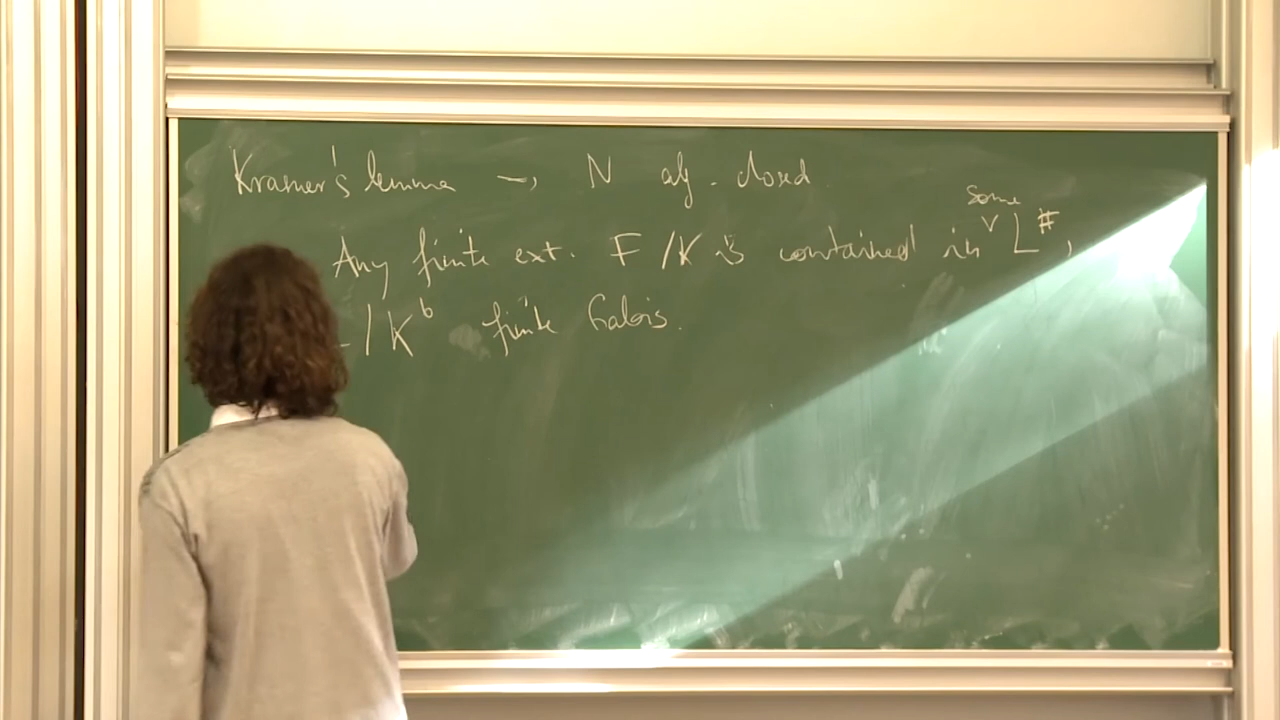 Kramer's lemma → N alg. closed
Any finite ext. F/K is contained in some L^#,
/K^b finite Galois.